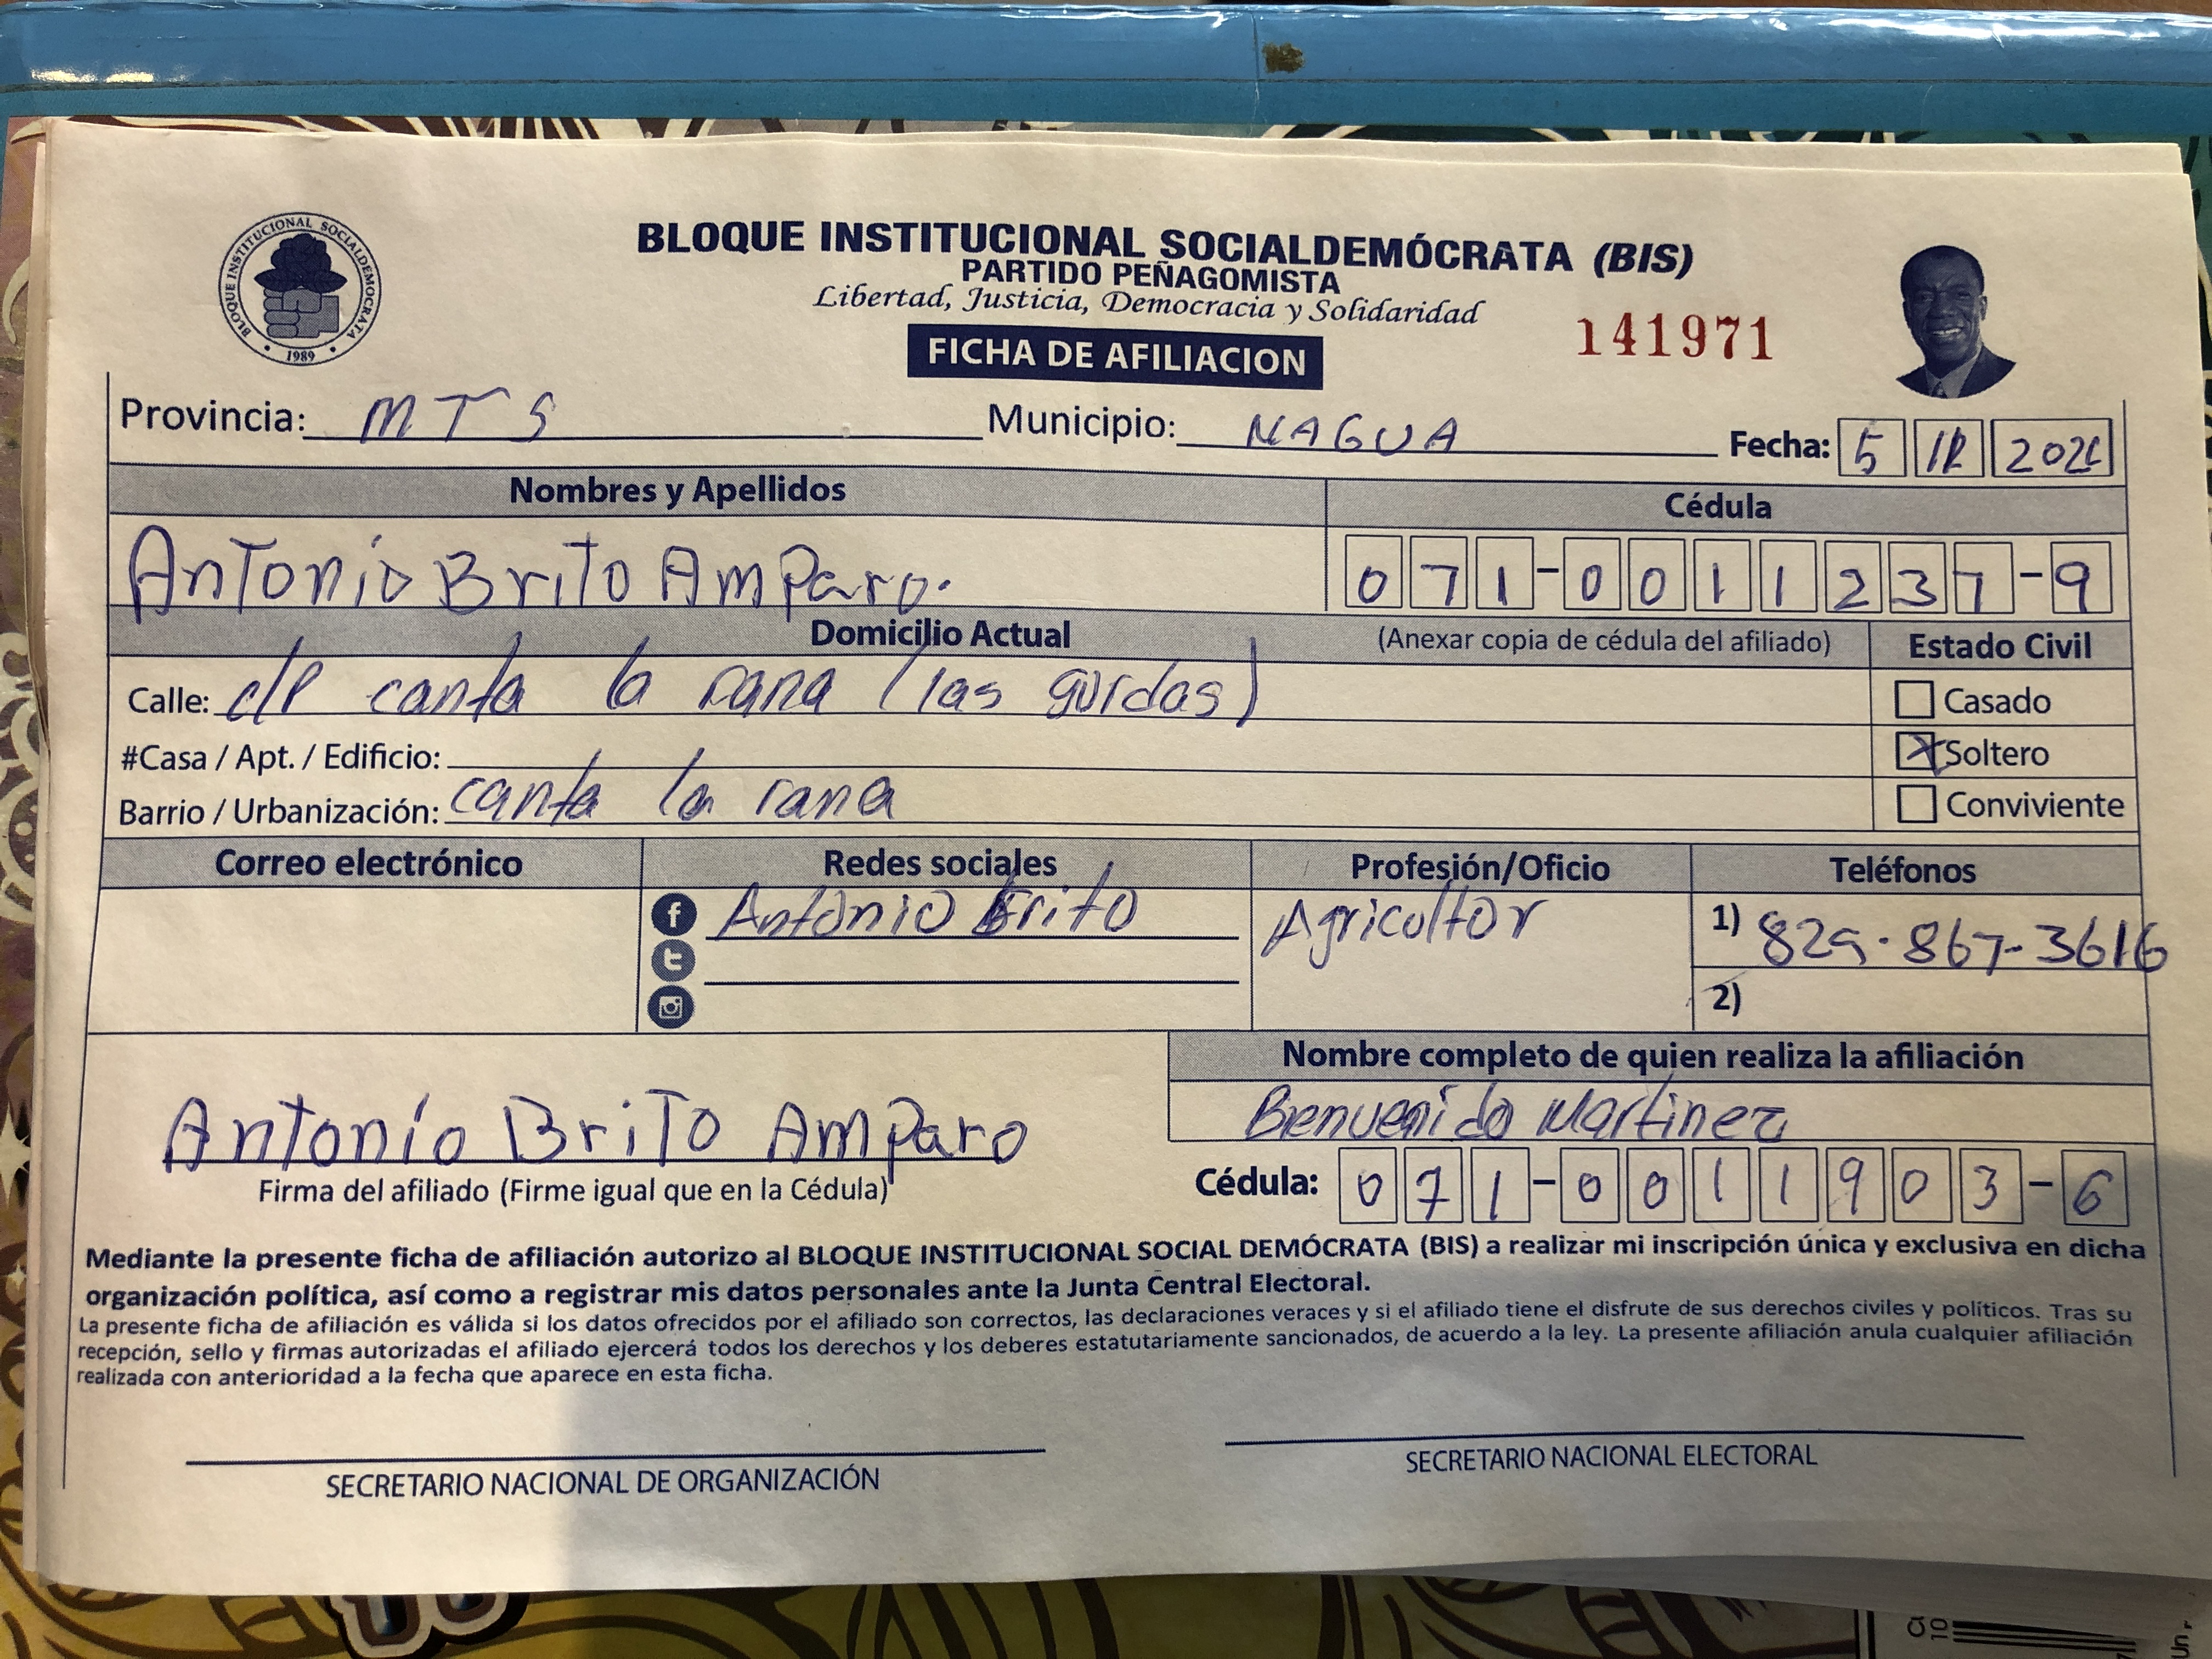 BLOQUE INSTITUCIONAL SOCIALDEMÓCRATA
1989
BLOQUE INSTITUCIONAL SOCIALDEMÓCRATA (BIS)
PARTIDO PEÑAGOMISTA
Libertad, Justicia, Democracia y Solidaridad
FICHA DE AFILIACION
141971
Provincia: MTS Municipio: NAGUA Fecha: 5
Nombres y Apellidos Cédula
Antonio Brito Amparo. 071-0011237-9
Domicilio Actual (Anexar copia de cédula del afiliado) Estado Civil
Calle: canta la rana (las gordas) Casado
#Casa / Apt. / Edificio: Soltero
Barrio / Urbanización: canta la rana Conviviente
Correo electrónico Redes sociales Profesión/Oficio Teléfonos
Antonio Brito Agricultor 1) 829-867-3616
2)
Nombre completo de quien realiza la afiliación
Antonio Brito Amparo Bienvenido Martinez
Firma del afiliado (Firme igual que en la Cédula) Cédula: 071-0011903-6
Mediante la presente ficha de afiliación autorizo al BLOQUE INSTITUCIONAL SOCIAL DEMÓCRATA (BIS) a realizar mi inscripción única y exclusiva en dicha
organización política, así como a registrar mis datos personales ante la Junta Central Electoral.
La presente ficha de afiliación es válida si los datos ofrecidos por el afiliado son correctos, las declaraciones veraces y si el afiliado tiene el disfrute de sus derechos civiles y políticos. Tras su
recepción, sello y firmas autorizadas el afiliado ejercerá todos los derechos y los deberes estatutariamente sancionados, de acuerdo a la ley. La presente afiliación anula cualquier afiliación
realizada con anterioridad a la fecha que aparece en esta ficha.
SECRETARIO NACIONAL DE ORGANIZACIÓN SECRETARIO NACIONAL ELECTORAL